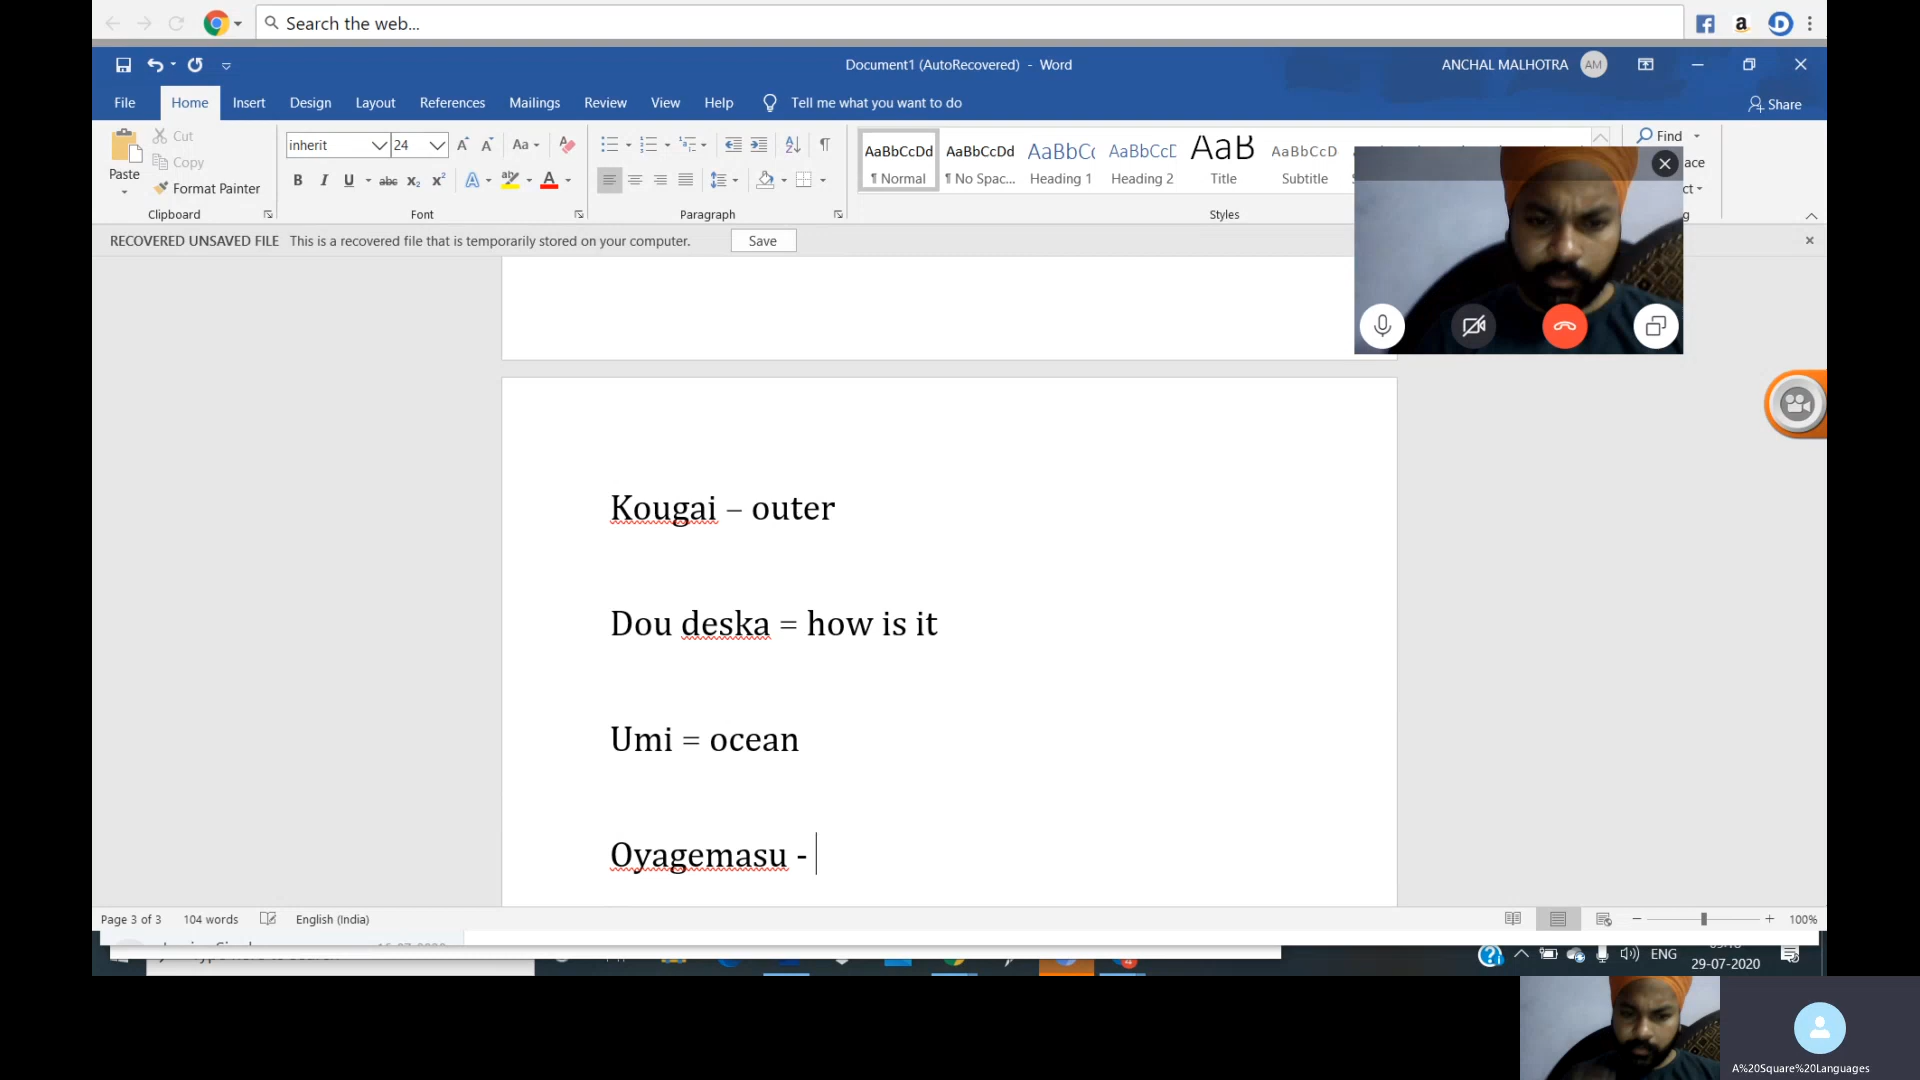 Search the web...
Document1 (AutoRecovered) - Word
ANCHAL MALHOTRA AM
File Home Insert Design Layout References Mailings Review View Help Tell me what you want to do
Share
Paste
Cut
Copy
Format Painter
Clipboard
inherit 24
Font
Paragraph
AaBbCcDd AaBbCcDd AaBbCc AaBbCcD AaB AaBbCcD
¶ Normal ¶ No Spac... Heading 1 Heading 2 Title Subtitle
Styles
Find
RECOVERED UNSAVED FILE This is a recovered file that is temporarily stored on your computer. Save
Kougai – outer
Dou deska = how is it
Umi = ocean
Oyagemasu -
Page 3 of 3 104 words English (India)
100%
ENG
29-07-2020
A%20Square%20Languages